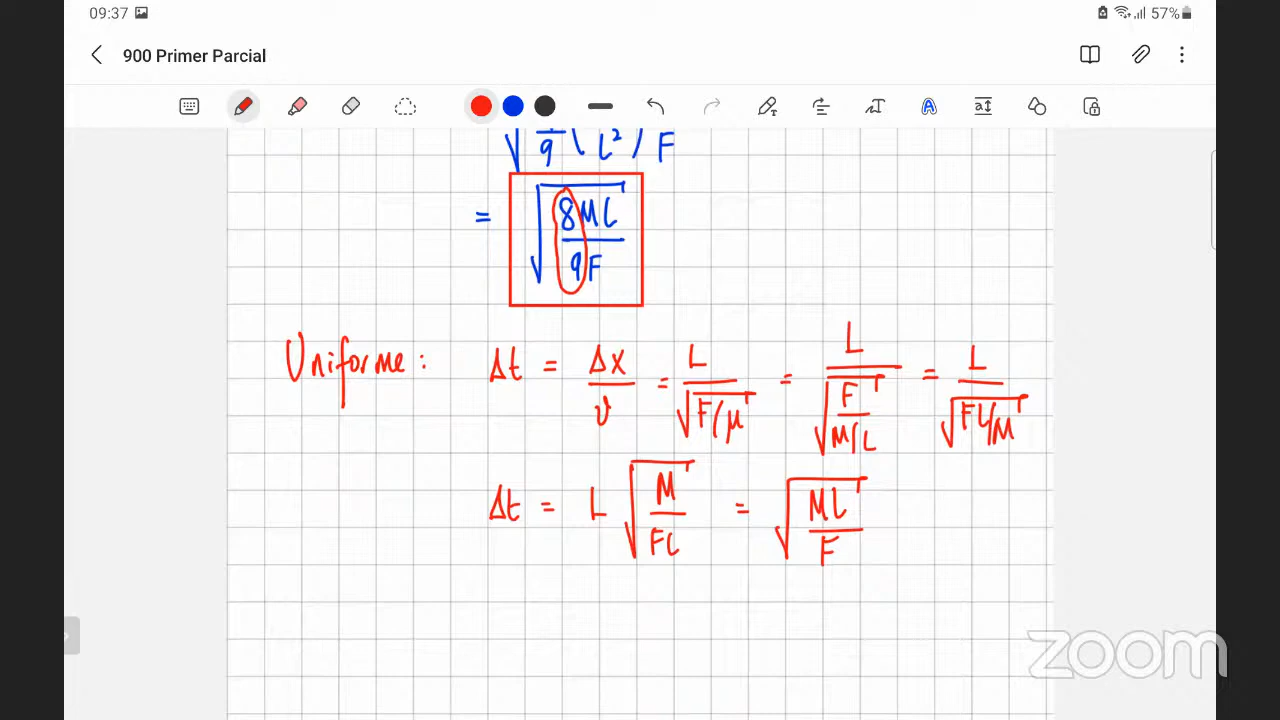 09:37 57%
900 Primer Parcial
√ 9 ( L² ) F
= √(8ML/9F)
Uniforme: Δt = Δx/v = L/√(F/μ) = L/√(F/(M/L)) = L/√(FL/M)
Δt = L √(M/FL) = √(ML/F)
zoom